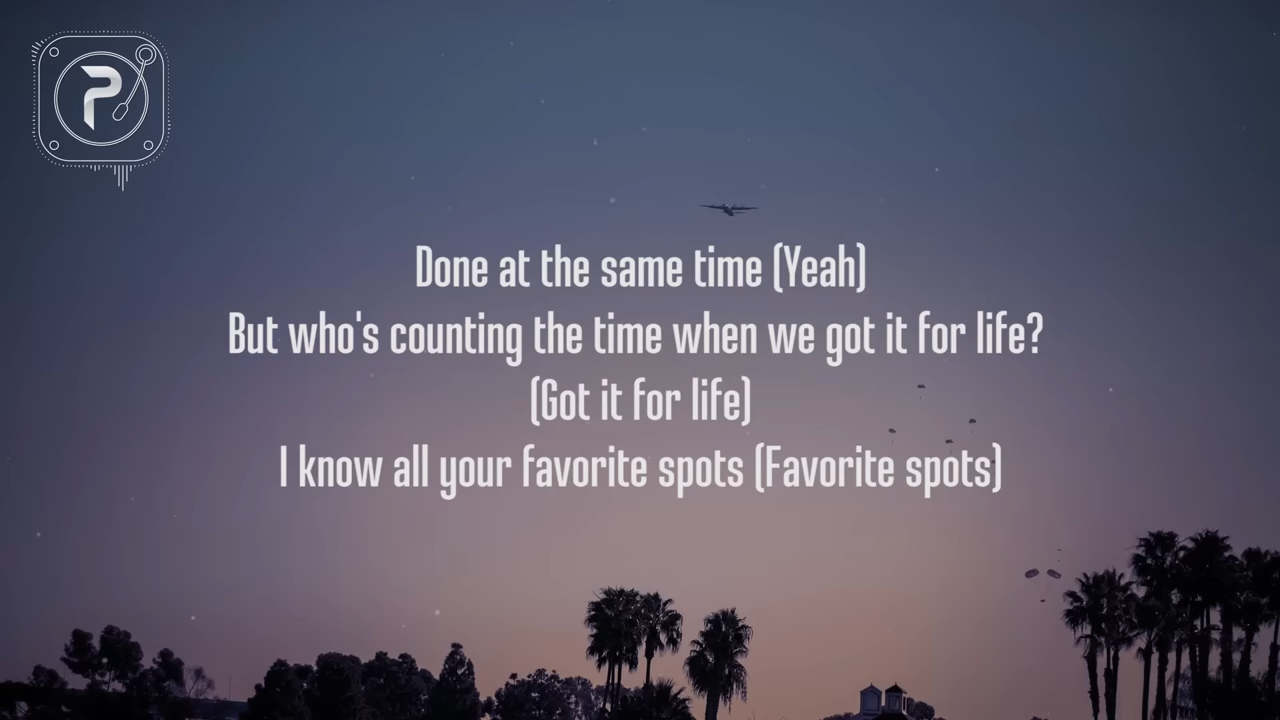 P
Done at the same time (Yeah)
But who's counting the time when we got it for life?
(Got it for life)
I know all your favorite spots (Favorite spots)